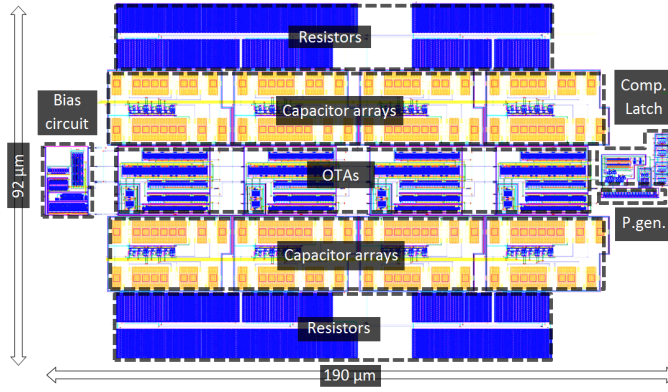 Resistors
Comp.
Latch
Bias
circuit
Capacitor arrays
92 µm
OTAs
P.gen.
Capacitor arrays
Resistors
190 µm